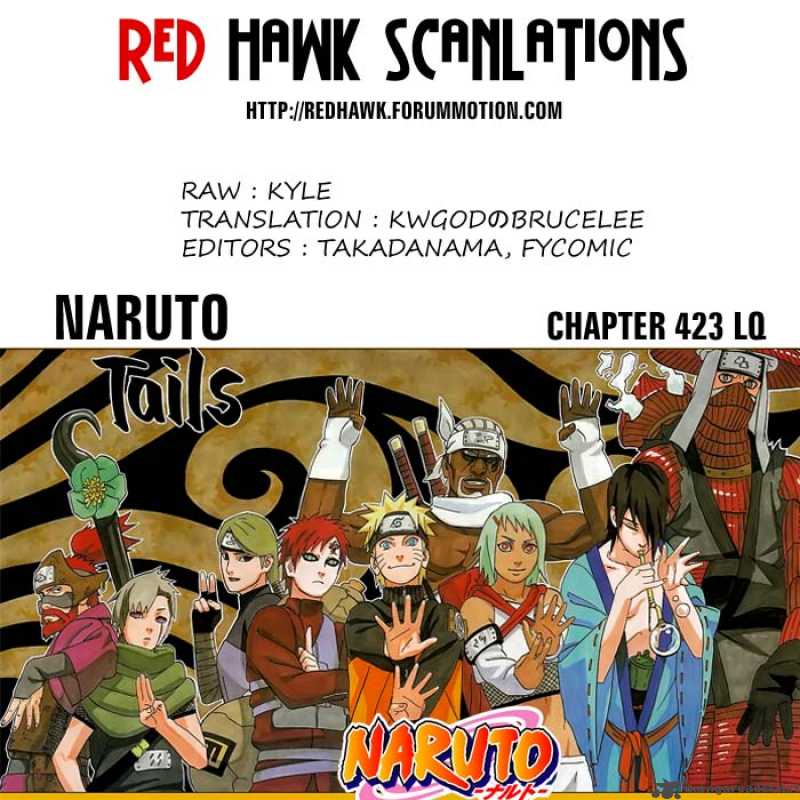 RED HAWK SCANLATIONS
HTTP://REDHAWK.FORUMMOTION.COM
RAW : KYLE
TRANSLATION : KWGODのBRUCELEE
EDITORS : TAKADANAMA, FYCOMIC
NARUTO
CHAPTER 423 LQ
Tails
NARUTO
-ナルト-